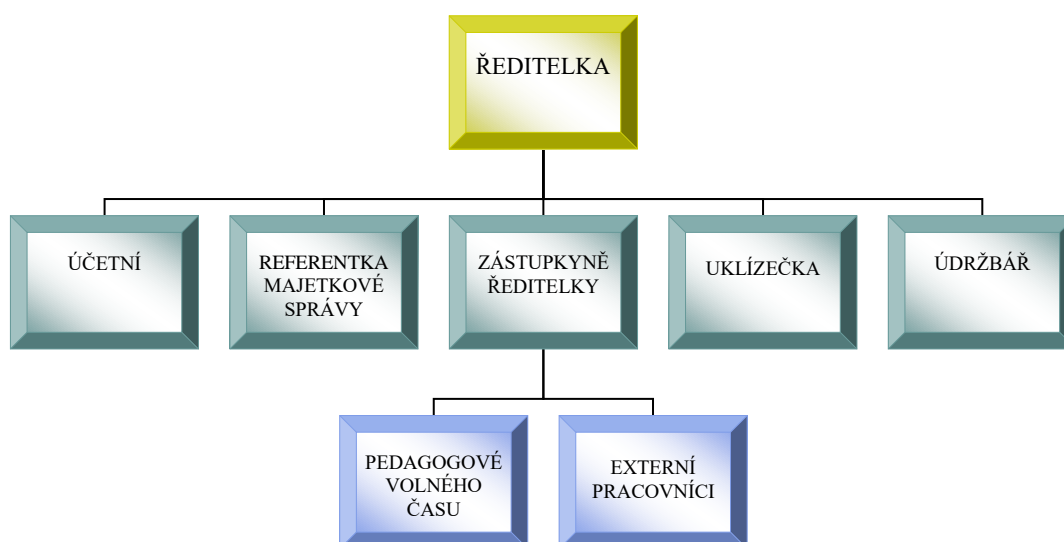 ŘEDITELKA
ÚČETNÍ
REFERENTKA
MAJETKOVÉ
SPRÁVY
ZÁSTUPKYNĚ
ŘEDITELKY
UKLÍZEČKA
ÚDRŽBÁŘ
PEDAGOGOVÉ
VOLNÉHO
ČASU
EXTERNÍ
PRACOVNÍCI